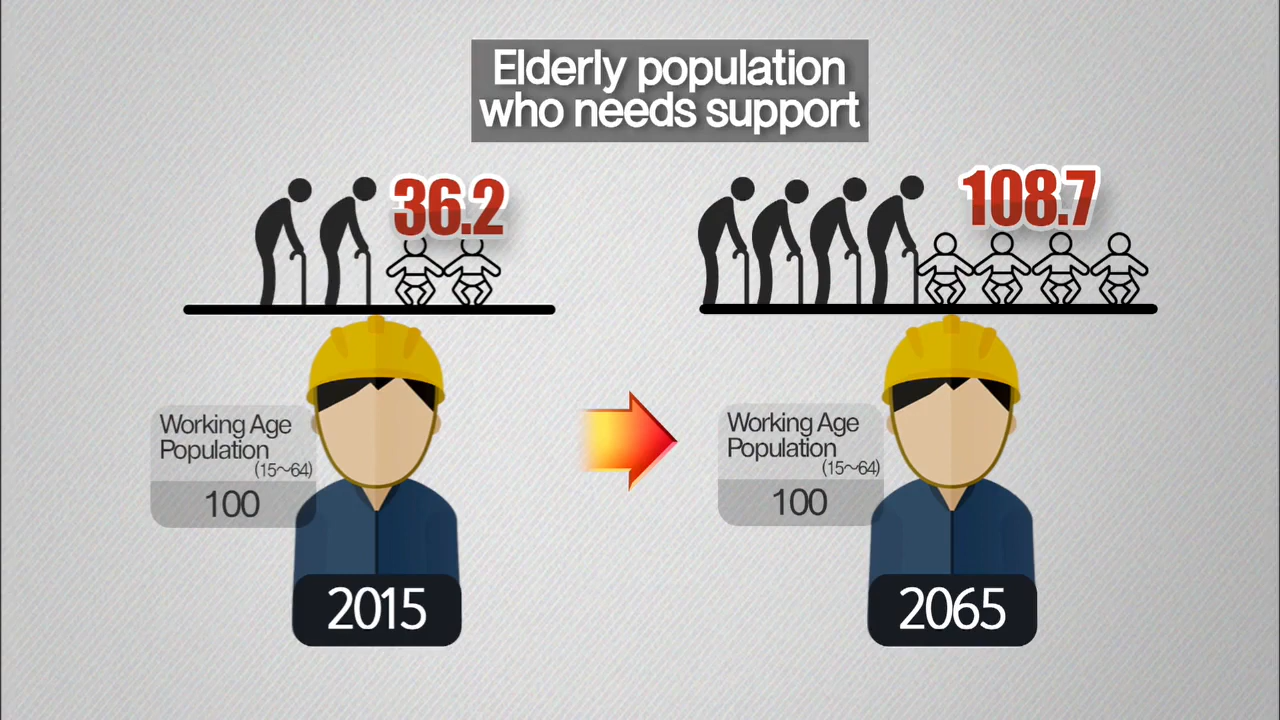 Elderly population
who needs support
36.2
108.7
Working Age
Population
(15～64)
100
Working Age
Population
(15～64)
100
2015
2065